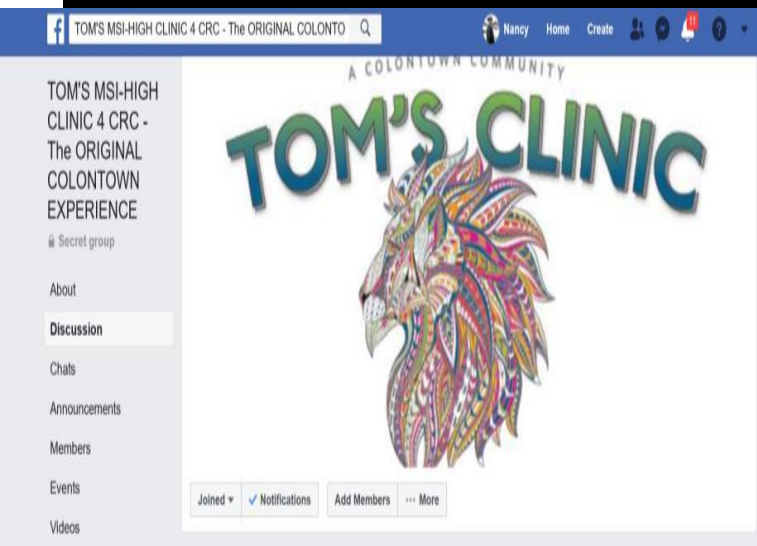 f TOM'S MSI-HIGH CLINIC 4 CRC - The ORIGINAL COLONTO
Nancy Home Create 11 ?
TOM'S MSI-HIGH
CLINIC 4 CRC -
The ORIGINAL
COLONTOWN
EXPERIENCE
Secret group
About
Discussion
Chats
Announcements
Members
Events
Videos
A COLONTOWN COMMUNITY
TOM'S CLINIC
Joined Notifications Add Members ... More